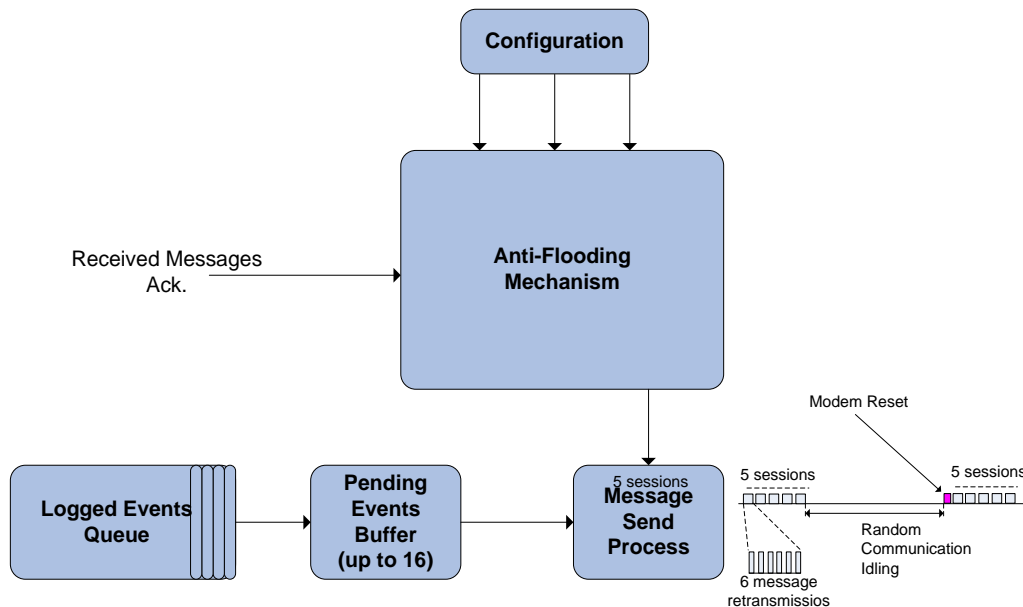 Configuration
Anti-Flooding
Mechanism
Received Messages
Ack.
Modem Reset
Logged Events
Queue
Pending
Events
Buffer
(up to 16)
5 sessions
Message
Send
Process
5 sessions
5 sessions
Random
Communication
Idling
6 message
retransmissios